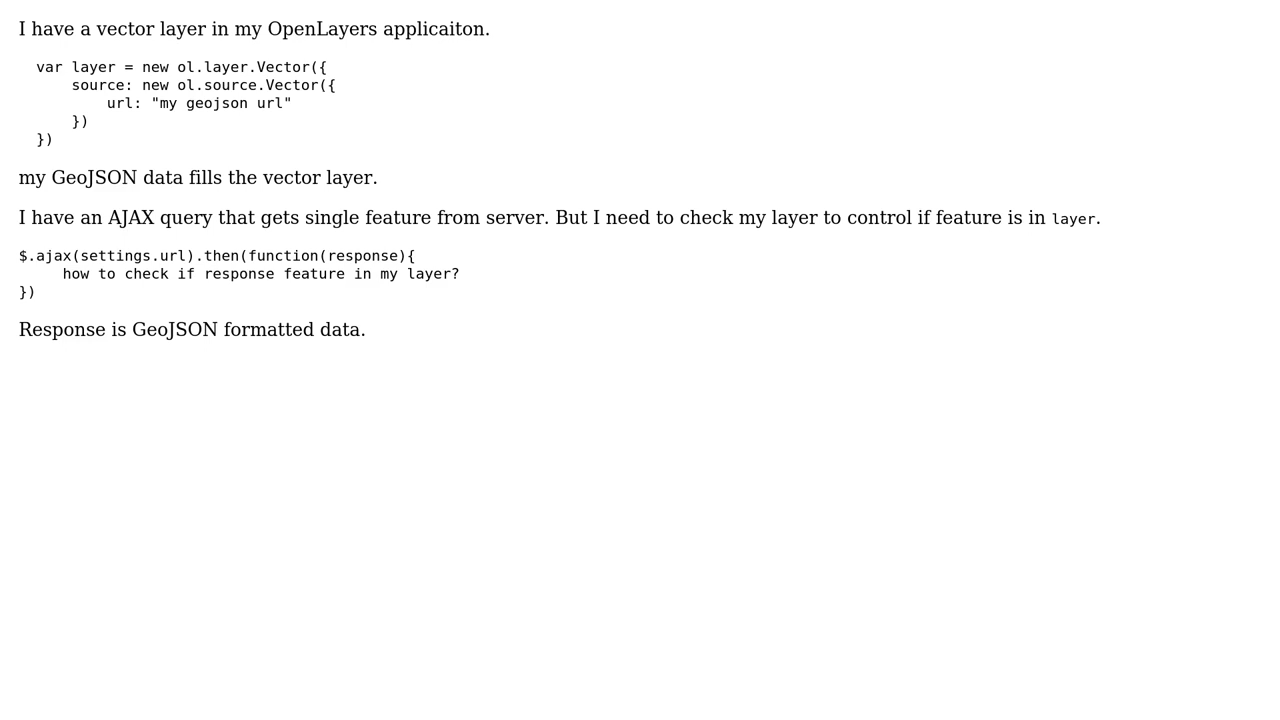 I have a vector layer in my OpenLayers applicaiton.
var layer = new ol.layer.Vector({
source: new ol.source.Vector({
url: "my geojson url"
})
})
my GeoJSON data fills the vector layer.
I have an AJAX query that gets single feature from server. But I need to check my layer to control if feature is in layer.
$.ajax(settings.url).then(function(response){
how to check if response feature in my layer?
})
Response is GeoJSON formatted data.